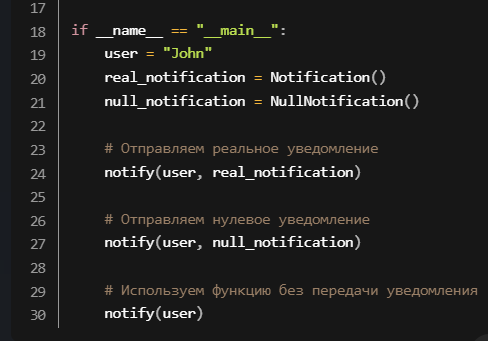 17
18 if __name__ == "__main__":
19     user = "John"
20     real_notification = Notification()
21     null_notification = NullNotification()
22
23     # Отправляем реальное уведомление
24     notify(user, real_notification)
25
26     # Отправляем нулевое уведомление
27     notify(user, null_notification)
28
29     # Используем функцию без передачи уведомления
30     notify(user)